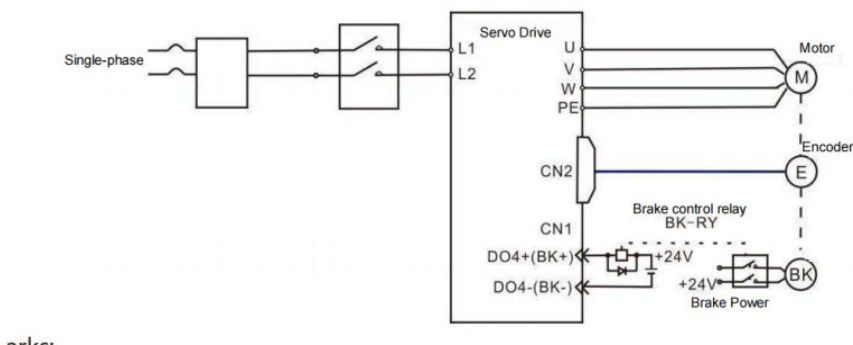 Single-phase
L1
L2
Servo Drive
U
V
W
PE
Motor
M
CN2
Encoder
E
CN1
Brake control relay
BK-RY
DO4+(BK+)
+24V
DO4-(BK-)
+24V
BK
Brake Power
arks: